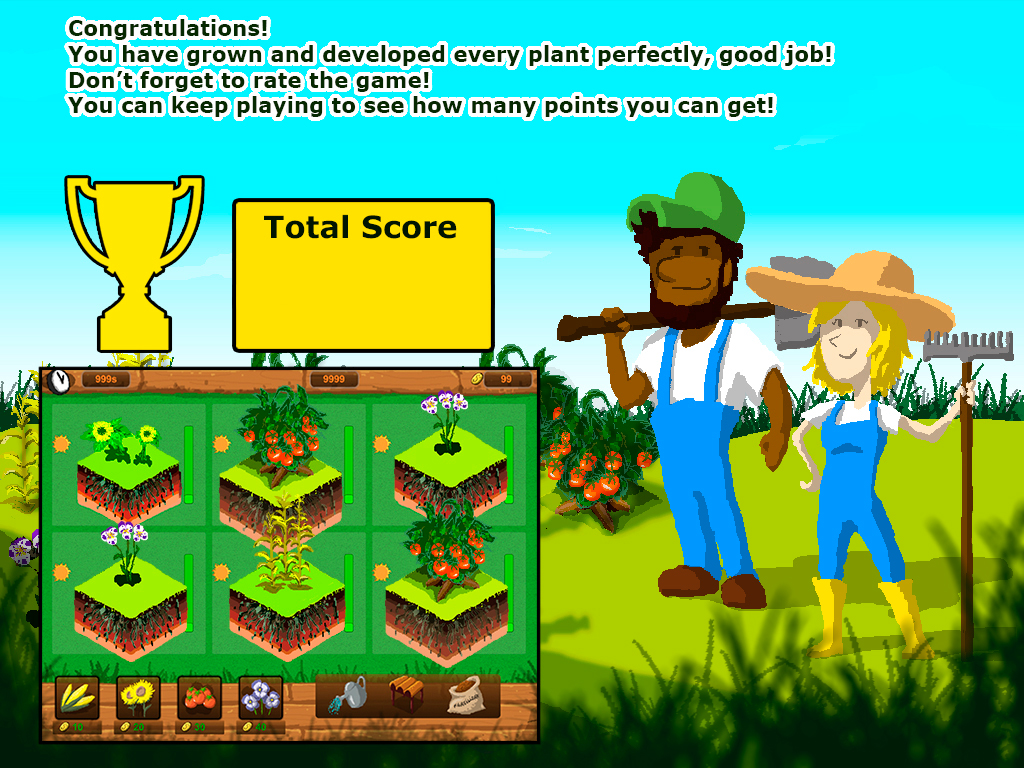 Congratulations!
You have grown and developed every plant perfectly, good job!
Don't forget to rate the game!
You can keep playing to see how many points you can get!
Total Score
999s
9999
99
10
20
30
40